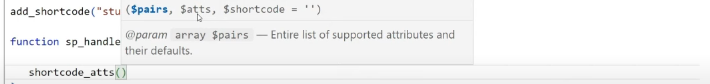 add_shortcode("stu
($pairs, $atts, $shortcode = '')
@param array $pairs — Entire list of supported attributes and
their defaults.
function sp_handle
shortcode_atts()